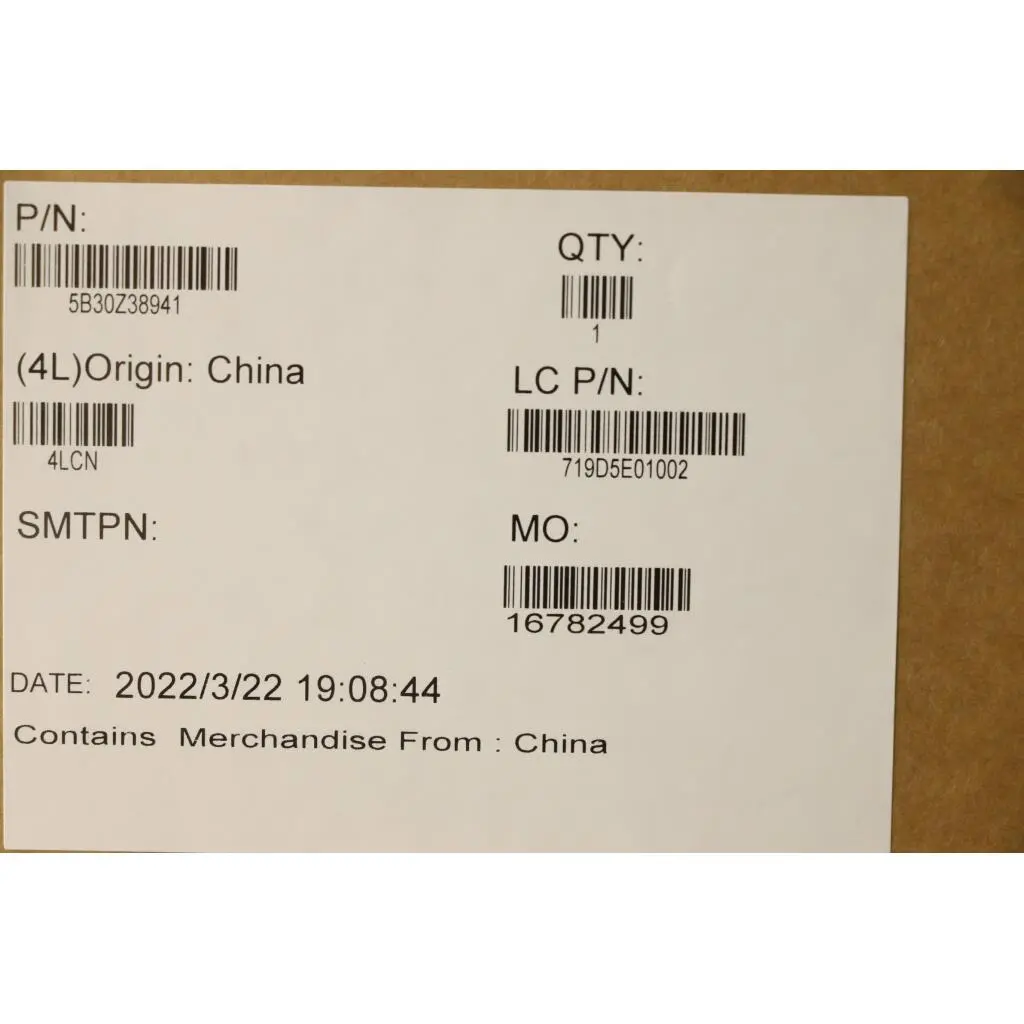 P/N:
5B30Z38941
QTY:
1
(4L)Origin: China
4LCN
LC P/N:
719D5E01002
SMTPN:
MO:
16782499
DATE: 2022/3/22 19:08:44
Contains Merchandise From : China